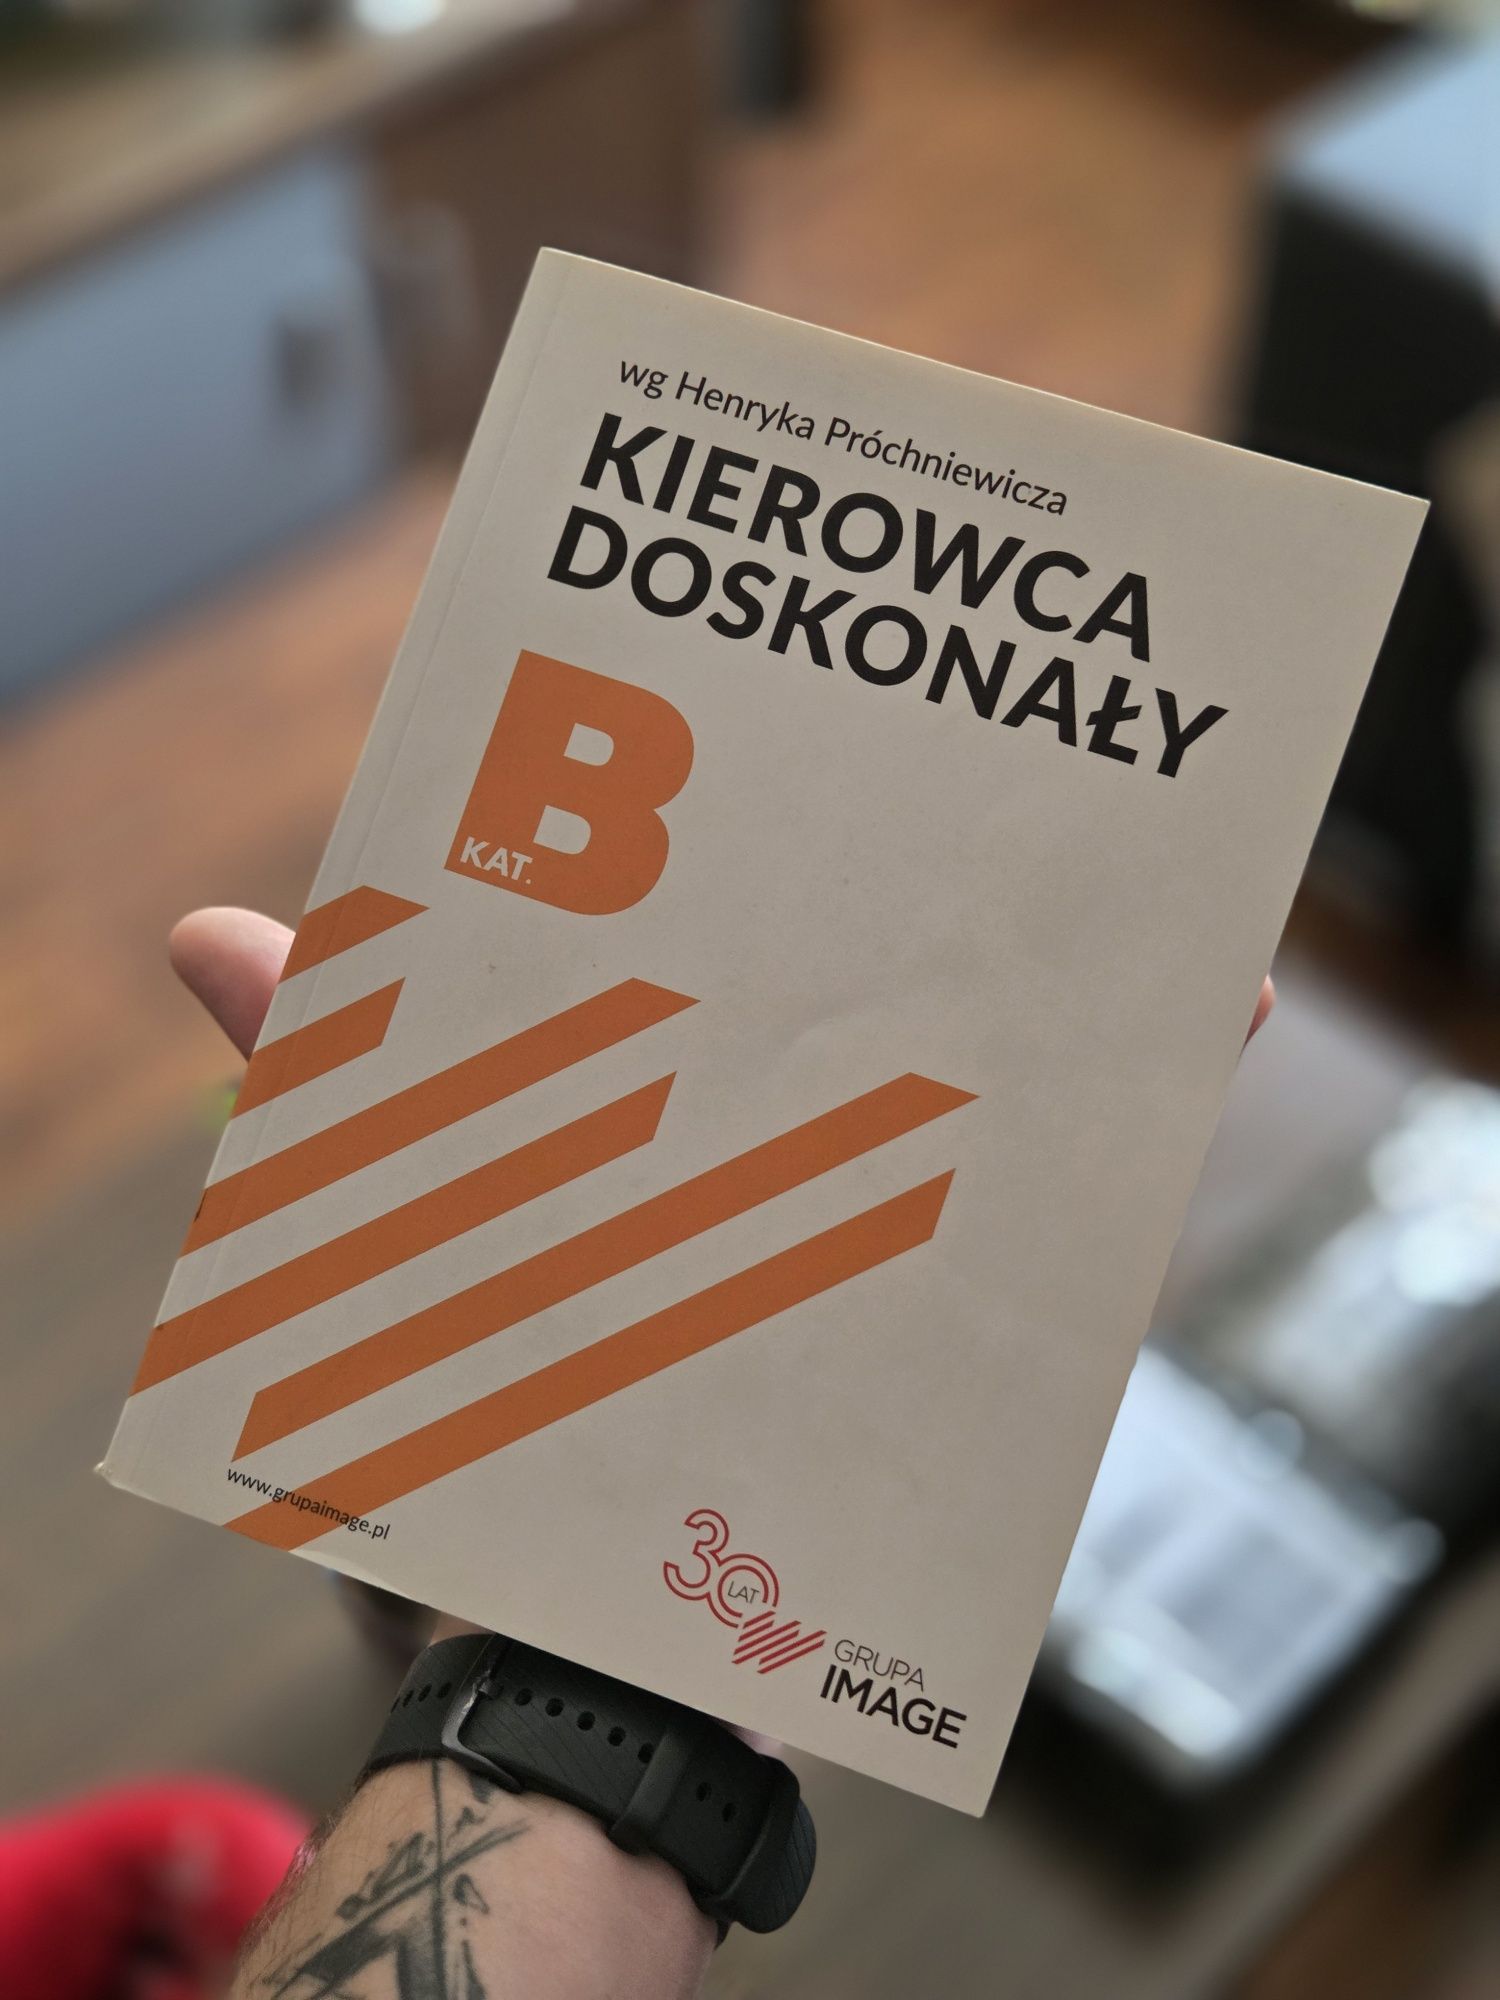 wg Henryka Próchniewicza
KIEROWCA
DOSKONAŁY
B
KAT.
www.grupaimage.pl
30
LAT
GRUPA
IMAGE